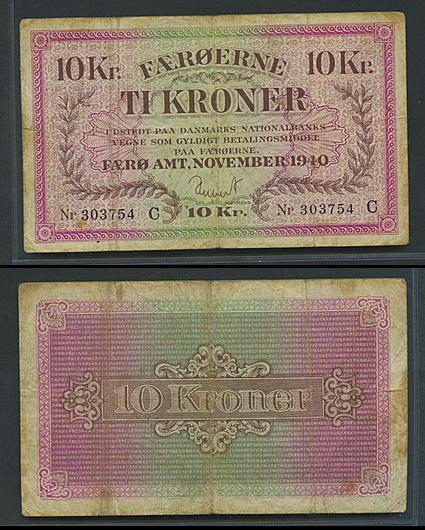 10 Kr. FÆRØERNE 10 Kr.
TI KRONER
UDSTEDT PAA DANMARKS NATIONALBANKS
VEGNE SOM GYLDIGT BETALINGSMIDDEL
PAA FÆRØERNE.
FÆRØ AMT, NOVEMBER 1940
Nr. 303754 C 10 Kr. Nr. 303754 C
10 Kroner